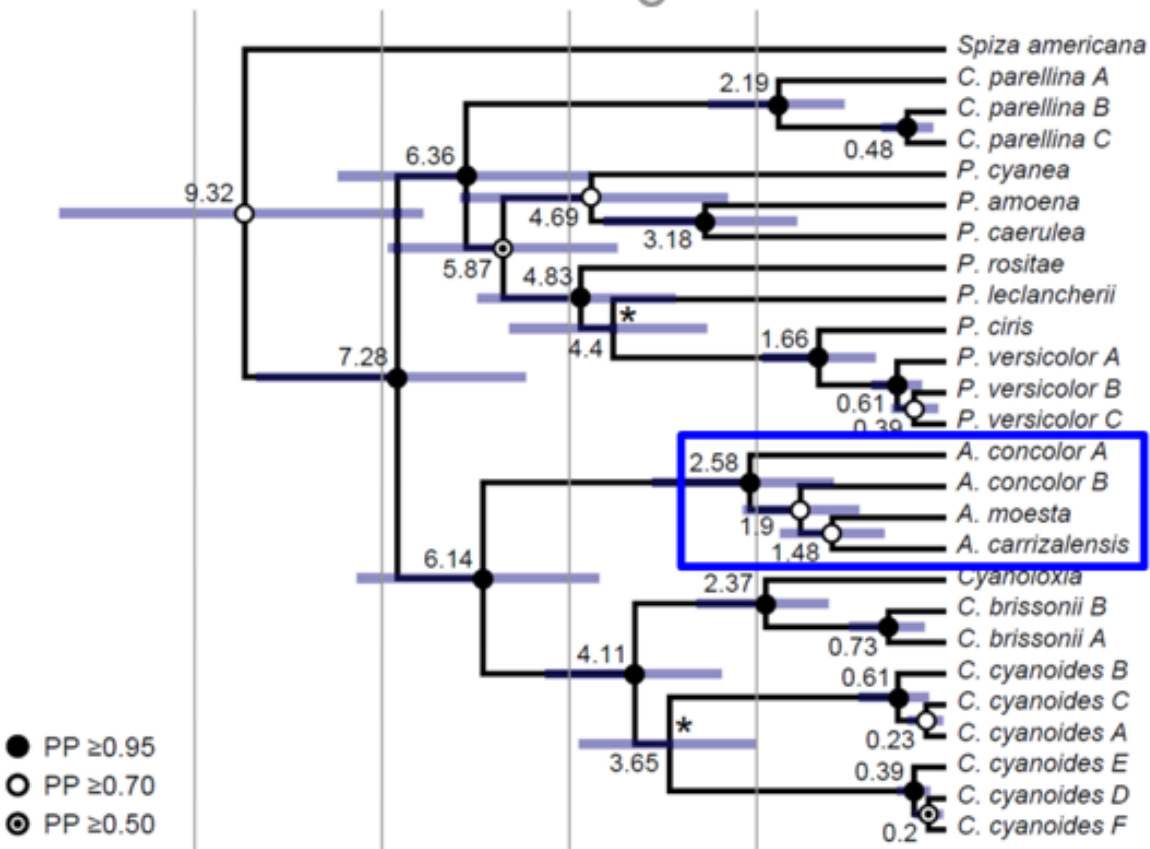 Spiza americana
C. parellina A
2.19
C. parellina B
0.48
C. parellina C
6.36
P. cyanea
9.32
P. amoena
4.69
3.18
P. caerulea
5.87
4.83
P. rositae
P. leclancherii
*
P. ciris
4.4
1.66
7.28
P. versicolor A
P. versicolor B
0.61
P. versicolor C
0.39
A. concolor A
2.58
A. concolor B
A. moesta
1.9
A. carrizalensis
1.48
6.14
Cyanoloxia
2.37
C. brissonii B
C. brissonii A
0.73
4.11
C. cyanoides B
0.61
C. cyanoides C
*
C. cyanoides A
0.23
PP ≥0.95
3.65
C. cyanoides E
0.39
PP ≥0.70
C. cyanoides D
PP ≥0.50
C. cyanoides F
0.2